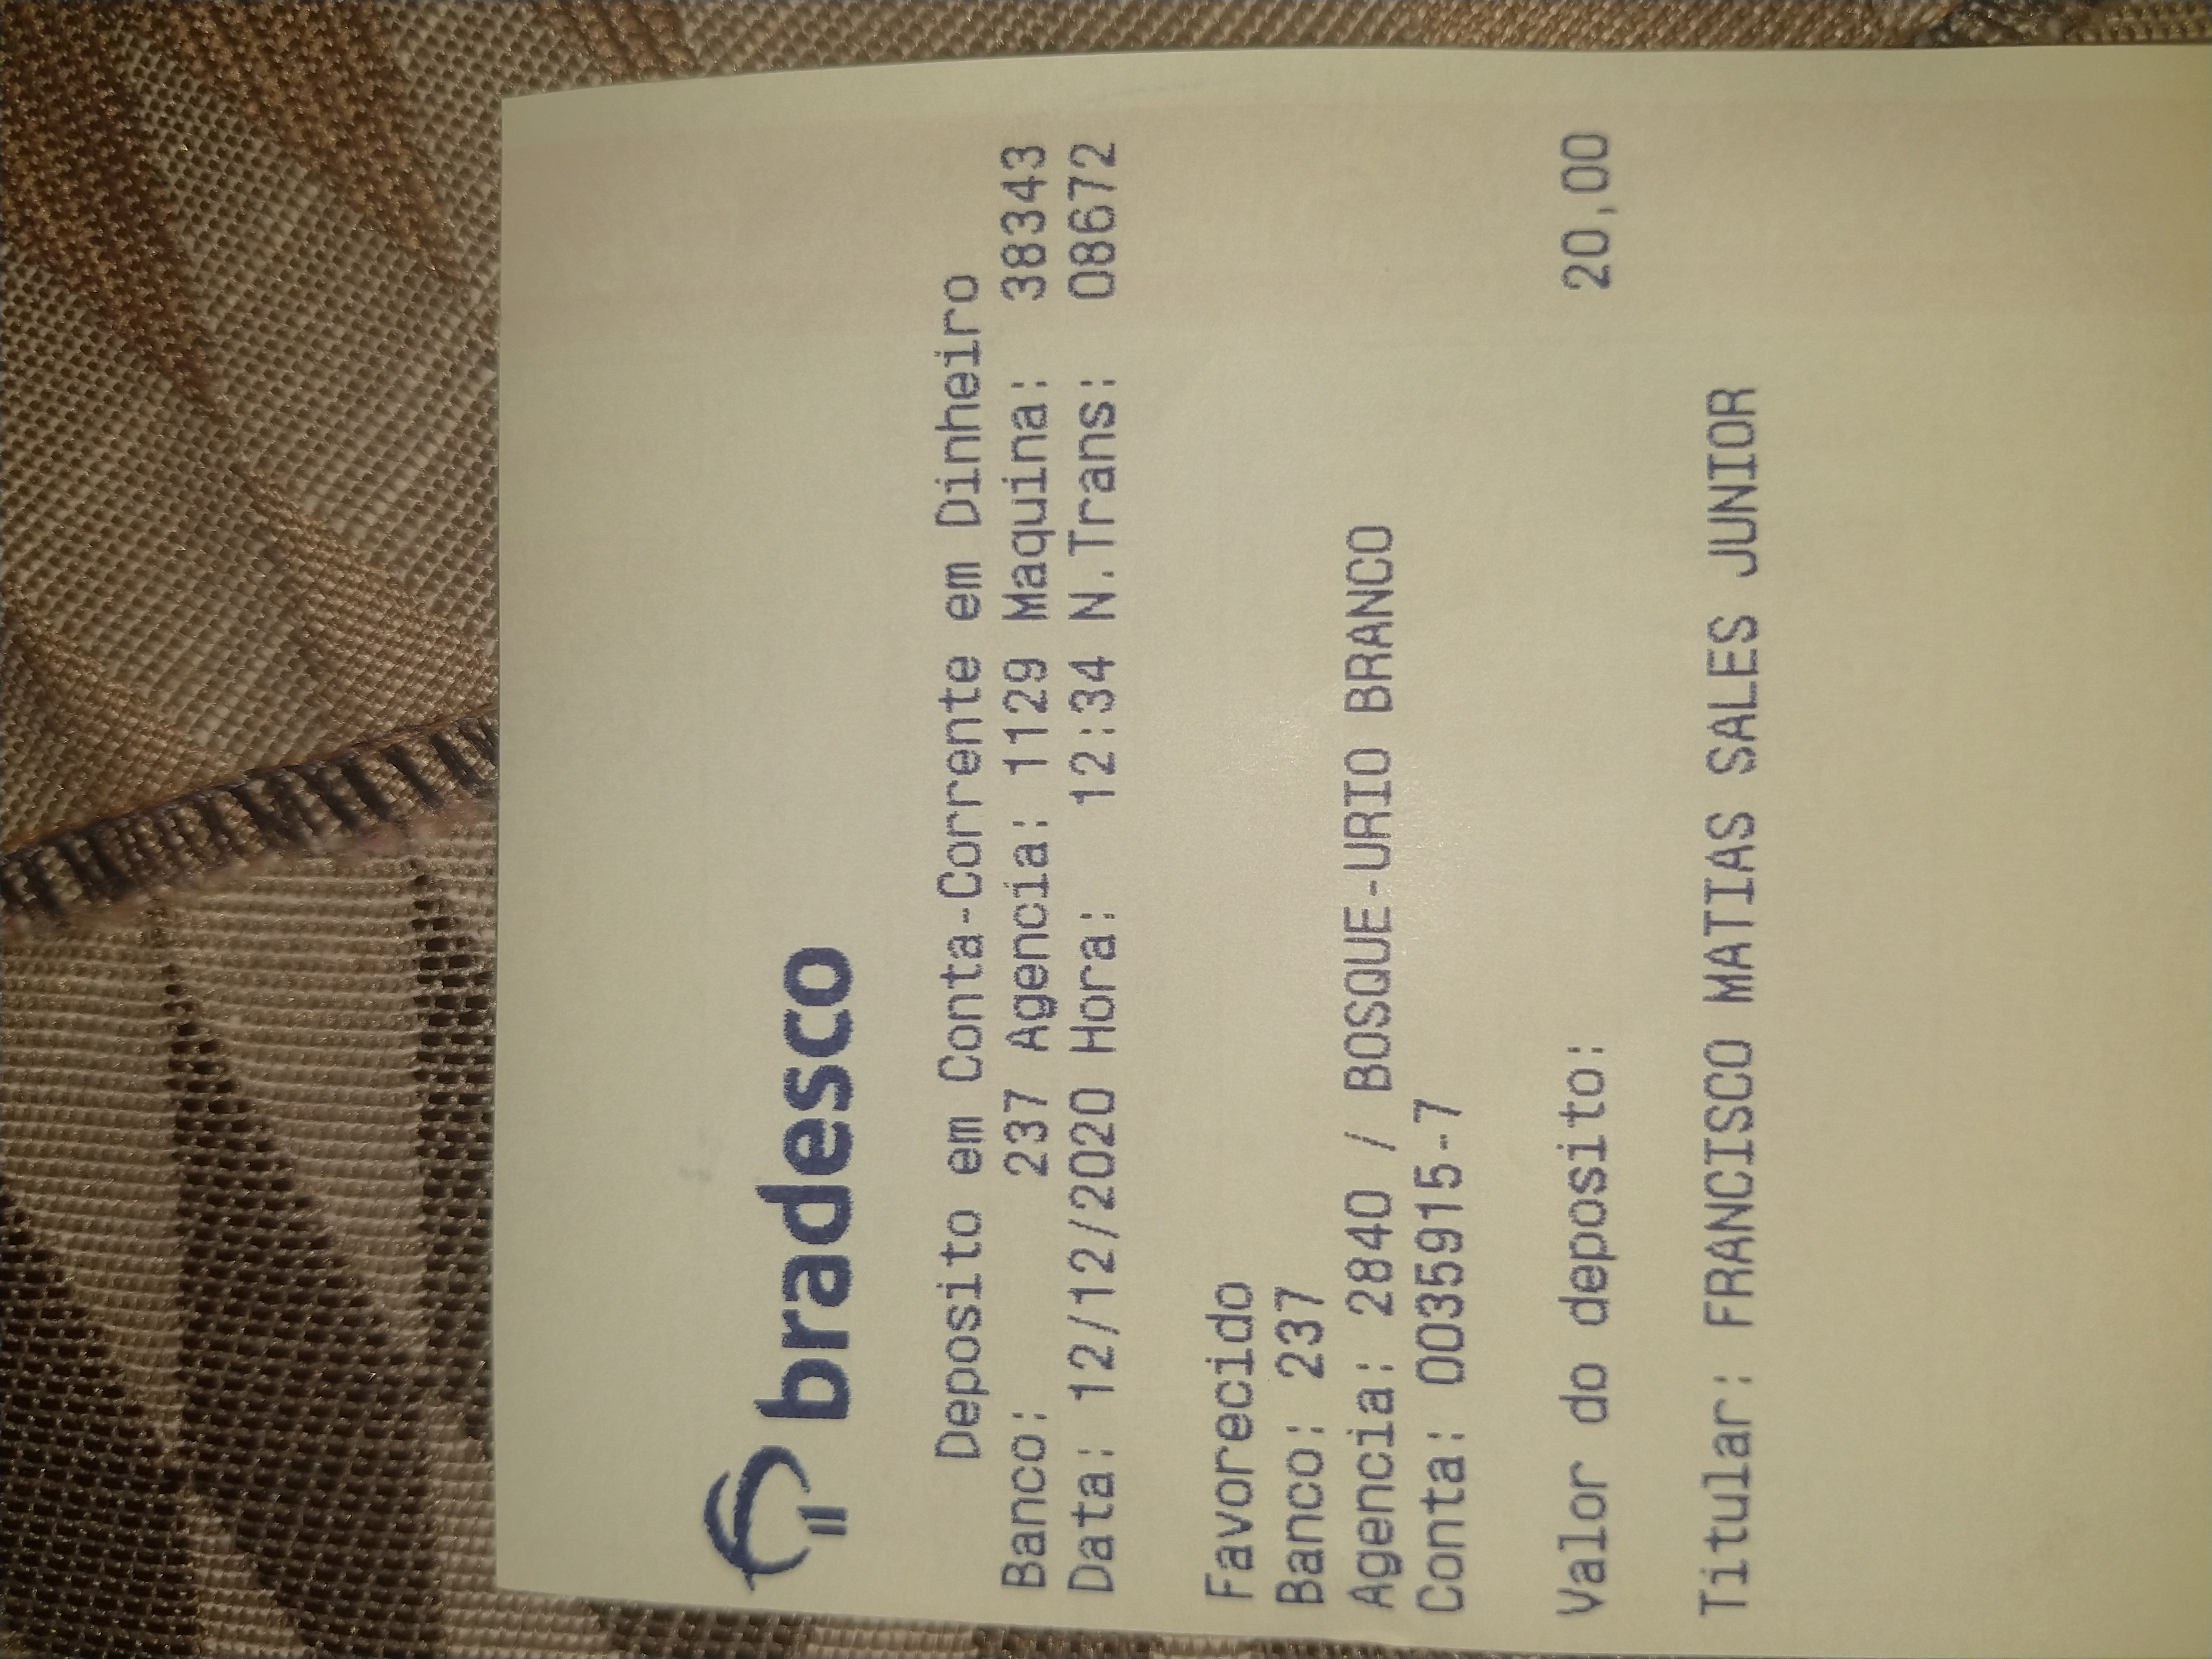 bradesco
Deposito em Conta-Corrente em Dinheiro
Banco: 237 Agencia: 1129 Maquina: 38343
Data: 12/12/2020 Hora: 12:34 N.Trans: 08672
Favorecido
Banco: 237
Agencia: 2840 / BOSQUE-URIO BRANCO
Conta: 0035915-7
Valor do deposito: 20,00
Titular: FRANCISCO MATIAS SALES JUNIOR